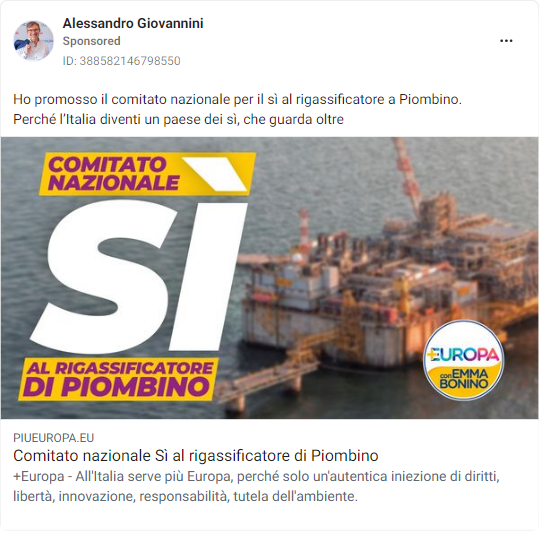 Alessandro Giovannini
Sponsored
ID: 388582146798550
Ho promosso il comitato nazionale per il sì al rigassificatore a Piombino.
Perché l'Italia diventi un paese dei sì, che guarda oltre
COMITATO
NAZIONALE
SÌ
AL RIGASSIFICATORE
DI PIOMBINO
+EUROPA
con EMMA
BONINO
PIUEUROPA.EU
Comitato nazionale Sì al rigassificatore di Piombino
+Europa - All'Italia serve più Europa, perché solo un'autentica iniezione di diritti,
libertà, innovazione, responsabilità, tutela dell'ambiente.